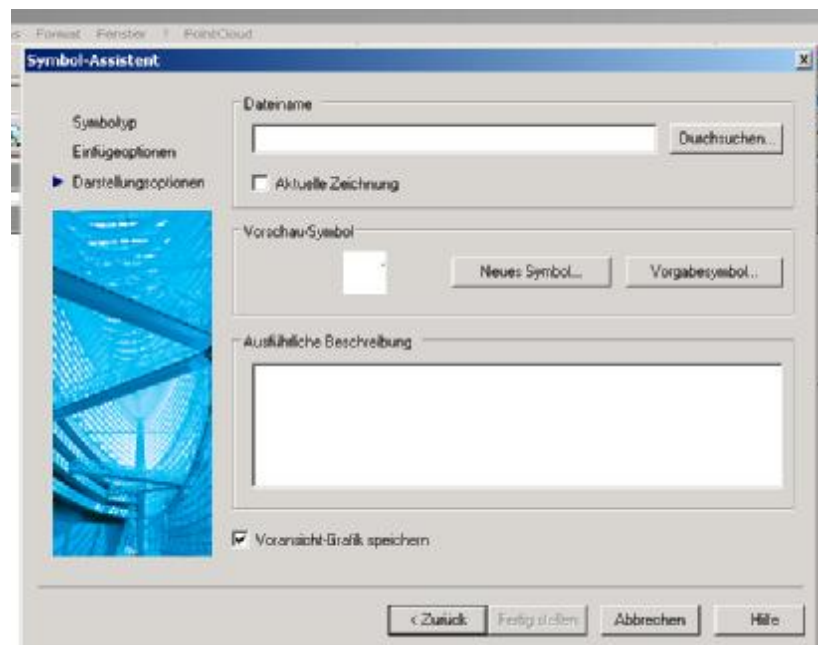 s Format Fenster ? PointCloud
Symbol-Assistent
Symboltyp
Einfügeoptionen
Darstellungsoptionen
Dateiname
Durchsuchen...
Aktuelle Zeichnung
Vorschau-Symbol
Neues Symbol...
Vorgabesymbol...
Ausführliche Beschreibung
Voransicht-Grafik speichern
< Zurück
Fertig stellen
Abbrechen
Hilfe